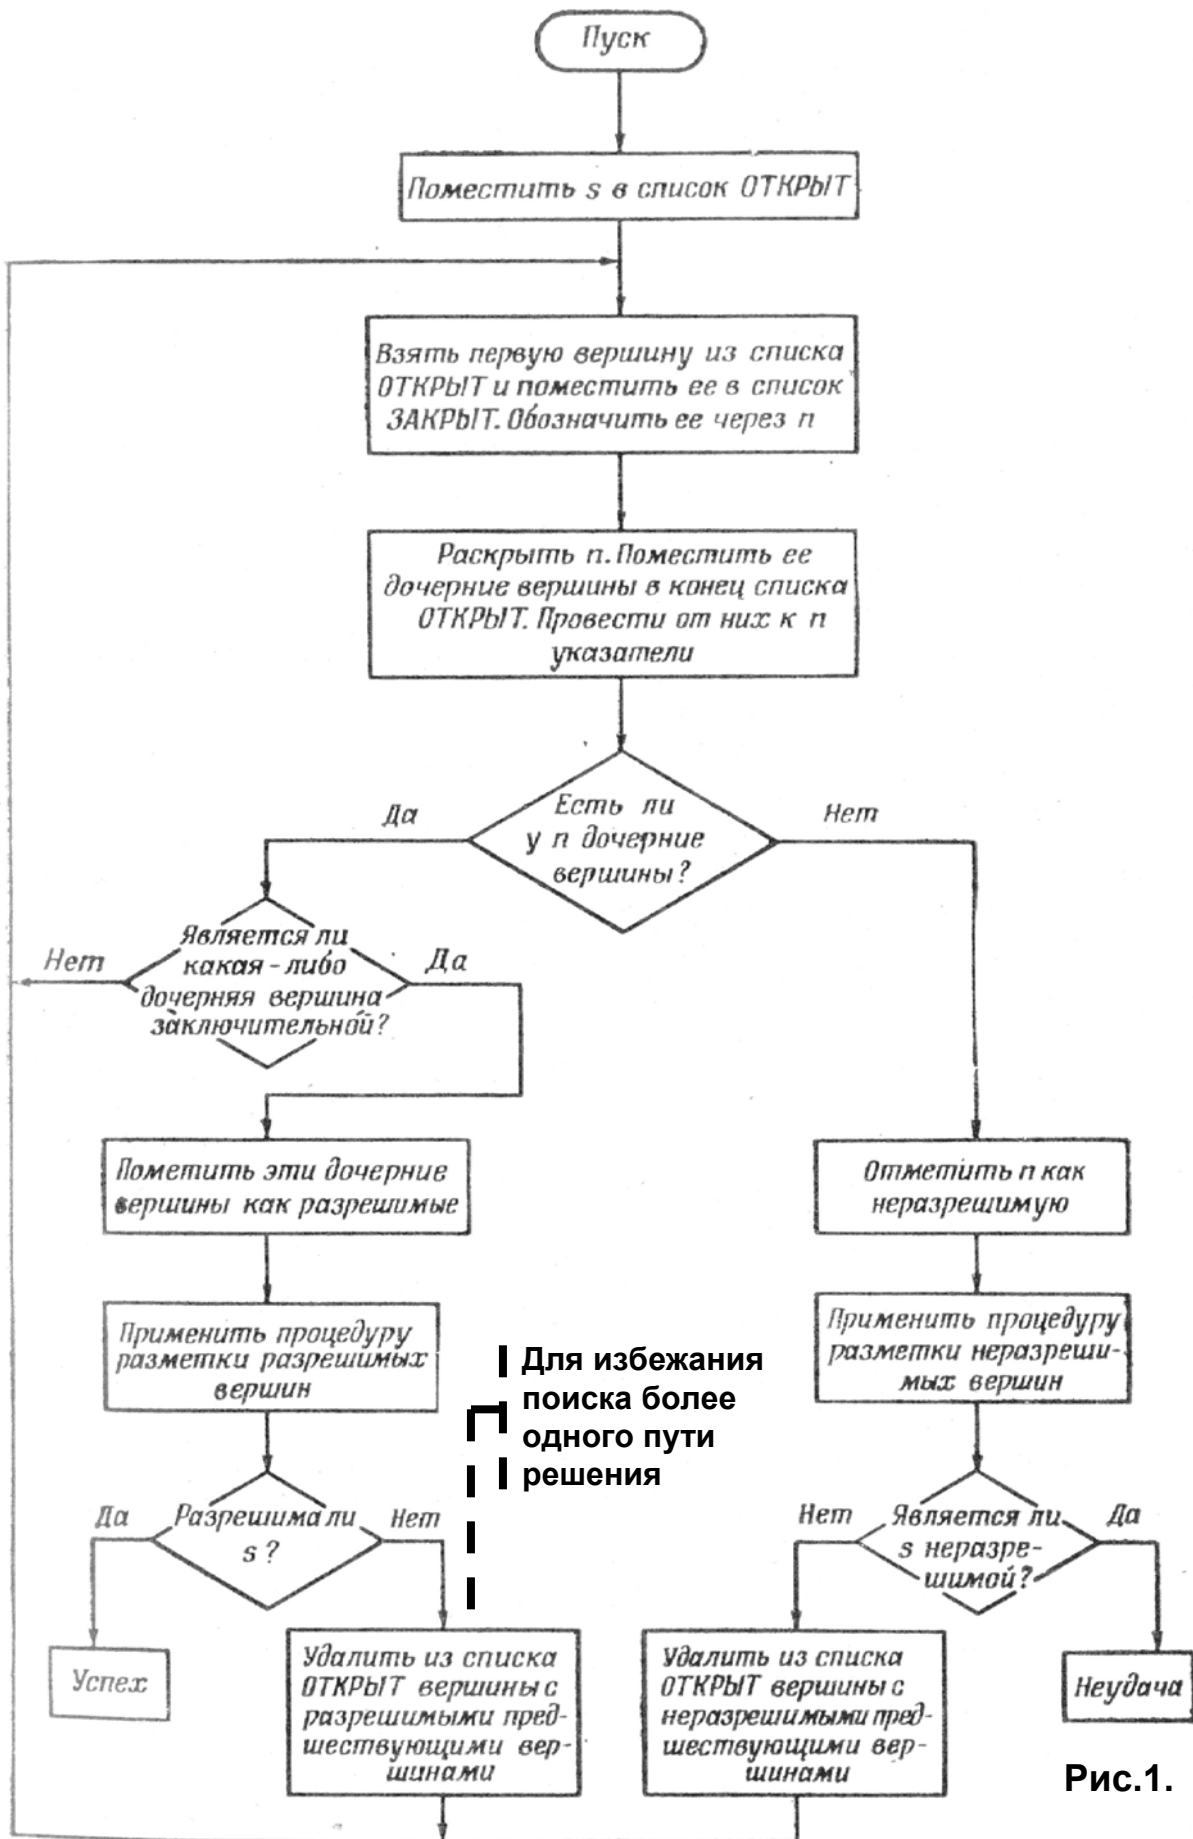 Пуск
Поместить s в список ОТКРЫТ
Взять первую вершину из списка
ОТКРЫТ и поместить ее в список
ЗАКРЫТ. Обозначить ее через n
Раскрыть n. Поместить ее
дочерние вершины в конец списка
ОТКРЫТ. Провести от них к n
указатели
Есть ли
у n дочерние
вершины?
Да
Нет
Является ли
какая-либо
дочерняя вершина
заключительной?
Нет
Да
Пометить эти дочерние
вершины как разрешимые
Отметить n как
неразрешимую
Применить процедуру
разметки разрешимых
вершин
Для избежания
поиска более
одного пути
решения
Применить процедуру
разметки неразреши-
мых вершин
Да
Разрешима ли
s?
Нет
Нет
Является ли
s неразре-
шимой?
Да
Успех
Удалить из списка
ОТКРЫТ вершины с
разрешимыми пред-
шествующими вер-
шинами
Удалить из списка
ОТКРЫТ вершины с
неразрешимыми пред-
шествующими вер-
шинами
Неудача
Рис.1.